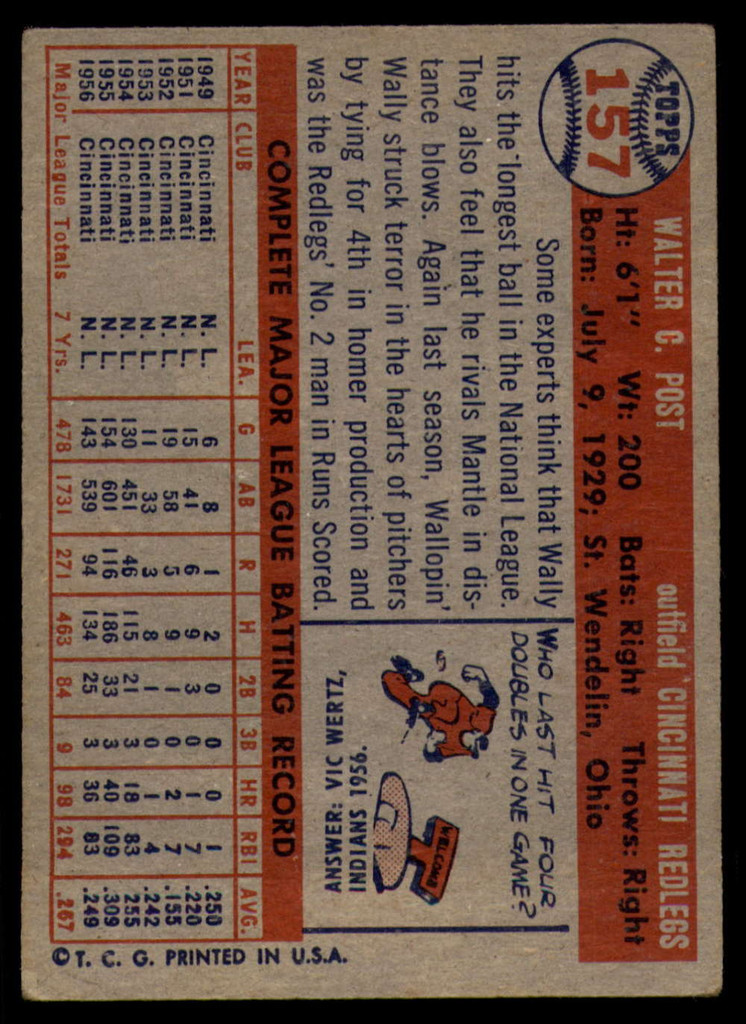 TOPPS
157
WALTER C. POST outfield CINCINNATI REDLEGS
Ht: 6'1" Wt: 200 Bats: Right Throws: Right
Born: July 9, 1929; St. Wendelin, Ohio
Some experts think that Wally
hits the longest ball in the National League.
They also feel that he rivals Mantle in dis-
tance blows. Again last season, Wallopin'
Wally struck terror in the hearts of pitchers
by tying for 4th in homer production and
was the Redlegs' No. 2 man in Runs Scored.
WHO LAST HIT FOUR
DOUBLES IN ONE GAME?
WELCOME
ANSWER: VIC WERTZ,
INDIANS 1956.
COMPLETE MAJOR LEAGUE BATTING RECORD
YEAR CLUB LEA. G AB R H 2B 3B HR RBI AVG.
1949 Cincinnati N. L. 6 8 1 2 0 0 0 1 .250
1951 Cincinnati N. L. 15 41 6 9 3 0 1 7 .220
1952 Cincinnati N. L. 19 58 5 9 1 0 2 7 .155
1953 Cincinnati N. L. 11 33 3 8 1 0 1 4 .242
1954 Cincinnati N. L. 130 451 46 115 21 3 18 83 .255
1955 Cincinnati N. L. 154 601 116 186 33 3 40 109 .309
1956 Cincinnati N. L. 143 539 94 134 25 3 36 83 .249
Major League Totals 7 Yrs. 478 1731 271 463 84 9 98 294 .267
© T. C. G. PRINTED IN U.S.A.